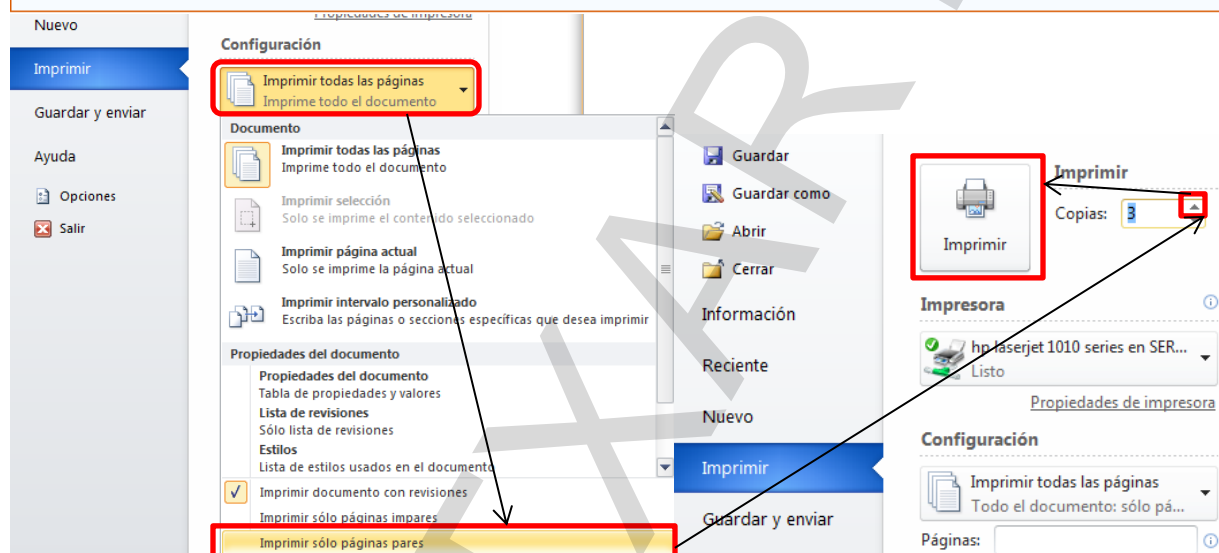 Propiedades de impresora
Nuevo
Imprimir
Guardar y enviar
Ayuda
Opciones
Salir
Configuración
Imprimir todas las páginas
Imprime todo el documento
Documento
Imprimir todas las páginas
Imprime todo el documento
Imprimir selección
Solo se imprime el contenido seleccionado
Imprimir página actual
Solo se imprime la página actual
Imprimir intervalo personalizado
Escriba las páginas o secciones específicas que desea imprimir
Propiedades del documento
Propiedades del documento
Tabla de propiedades y valores
Lista de revisiones
Sólo lista de revisiones
Estilos
Lista de estilos usados en el documento
Imprimir documento con revisiones
Imprimir sólo páginas impares
Imprimir sólo páginas pares
Guardar
Guardar como
Abrir
Cerrar
Información
Reciente
Nuevo
Imprimir
Guardar y enviar
Imprimir
Imprimir
Copias: 3
Impresora
hp laserjet 1010 series en SER...
Listo
Propiedades de impresora
Configuración
Imprimir todas las páginas
Todo el documento: sólo pá...
Páginas: